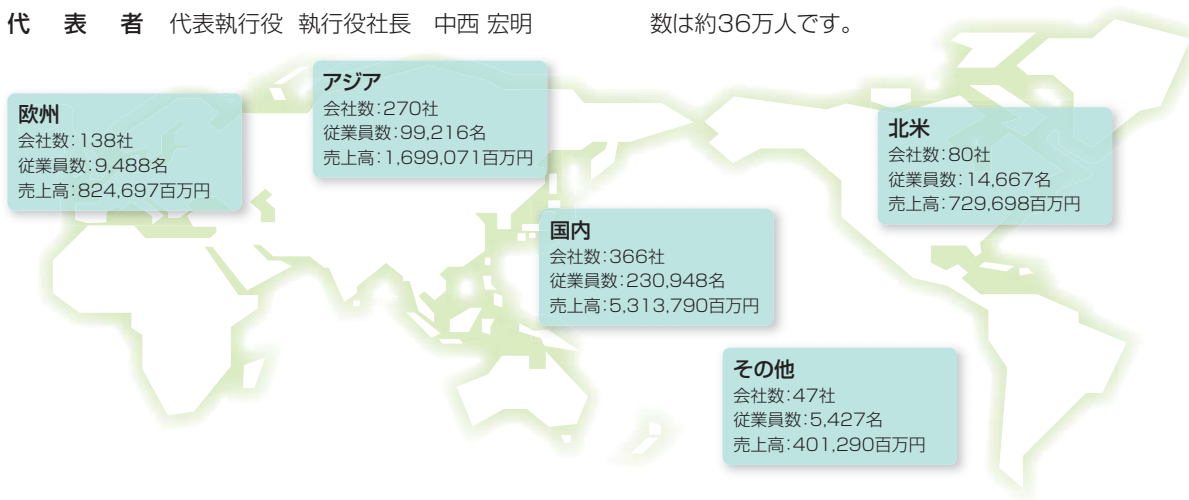 代 表 者 代表執行役 執行役社長 中西 宏明
数は約36万人です。
欧州
会社数:138社
従業員数:9,488名
売上高:824,697百万円
アジア
会社数:270社
従業員数:99,216名
売上高:1,699,071百万円
北米
会社数:80社
従業員数:14,667名
売上高:729,698百万円
国内
会社数:366社
従業員数:230,948名
売上高:5,313,790百万円
その他
会社数:47社
従業員数:5,427名
売上高:401,290百万円